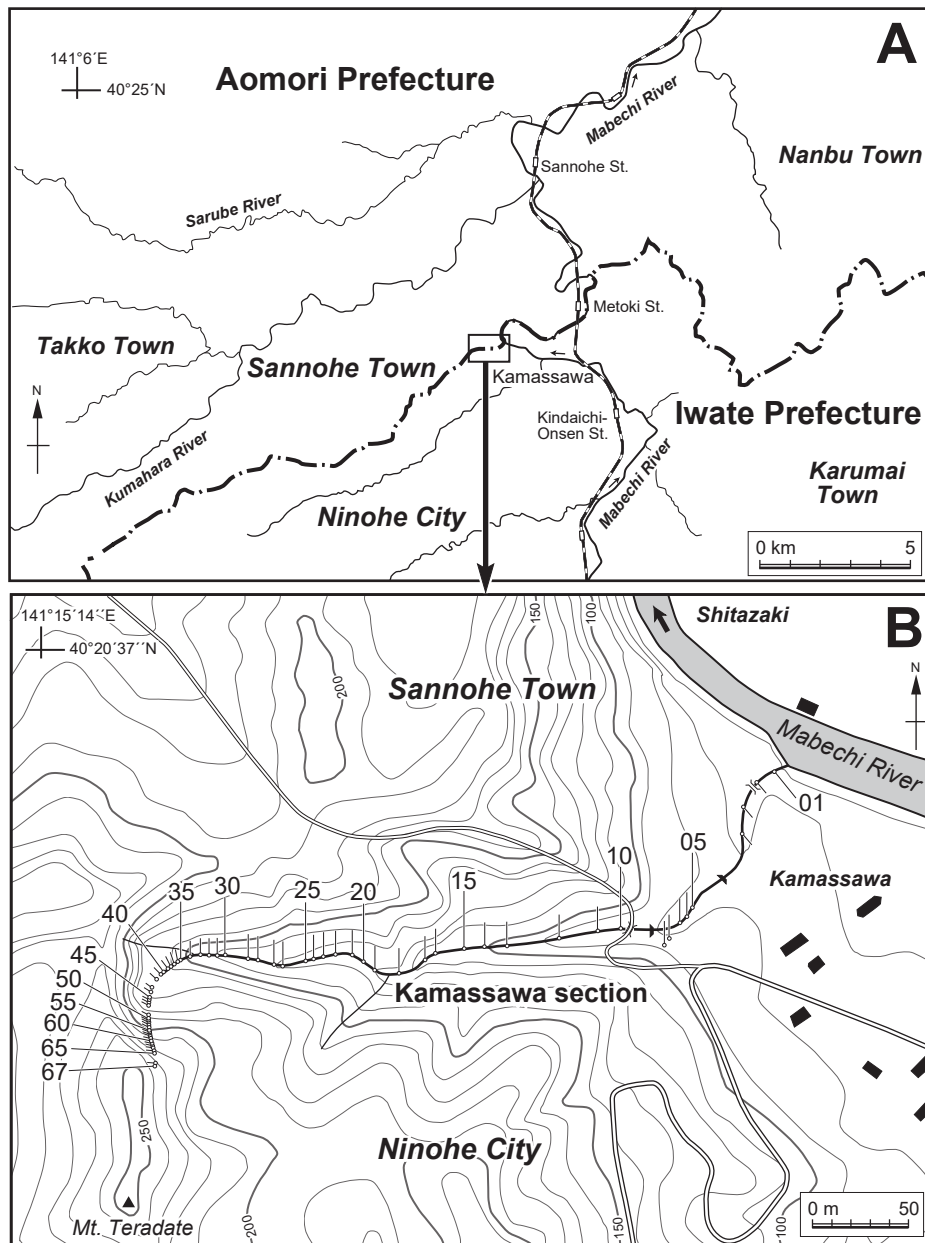 A
141°6´E
40°25´N
Aomori Prefecture
Mabechi River
Nanbu Town
Sannohe St.
Sarube River
Metoki St.
Takko Town
Sannohe Town
Kamassawa
N
Iwate Prefecture
Kindaichi-
Onsen St.
Kumahara River
Mabechi River
Karumai
Town
Ninohe City
0 km 5
B
141°15´14´´E
40°20´37´´N
150
100
Shitazaki
200
Sannohe Town
N
Mabechi River
01
05
10
15
20
25
30
35
40
Kamassawa
45
50
55
60
65
67
Kamassawa section
250
Ninohe City
200
150
100
Mt. Teradate
0 m 50